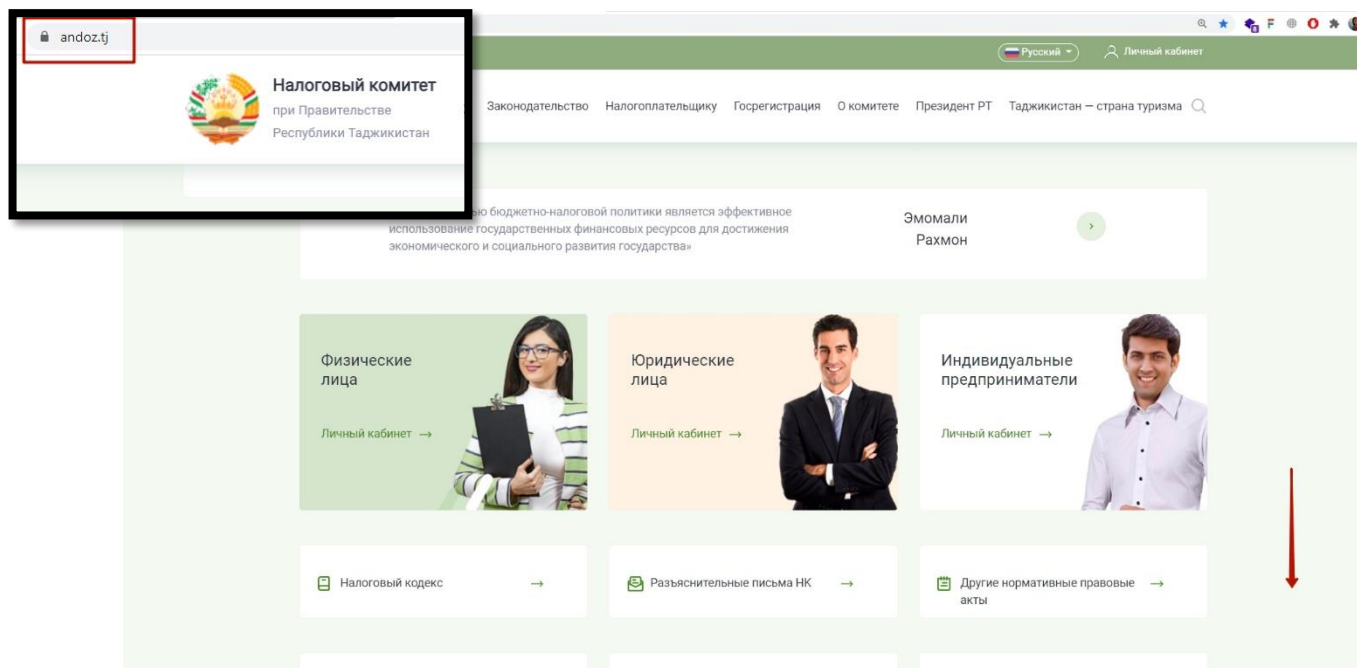 andoz.tj
Налоговый комитет
при Правительстве
Республики Таджикистан
Русский
Личный кабинет
Законодательство Налогоплательщику Госрегистрация О комитете Президент РТ Таджикистан — страна туризма
бюджетно-налоговой политики является эффективное
использование государственных финансовых ресурсов для достижения
экономического и социального развития государства»
Эмомали
Рахмон
Физические
лица
Личный кабинет →
Юридические
лица
Личный кабинет →
Индивидуальные
предприниматели
Личный кабинет →
Налоговый кодекс →
Разъяснительные письма НК →
Другие нормативные правовые →
акты